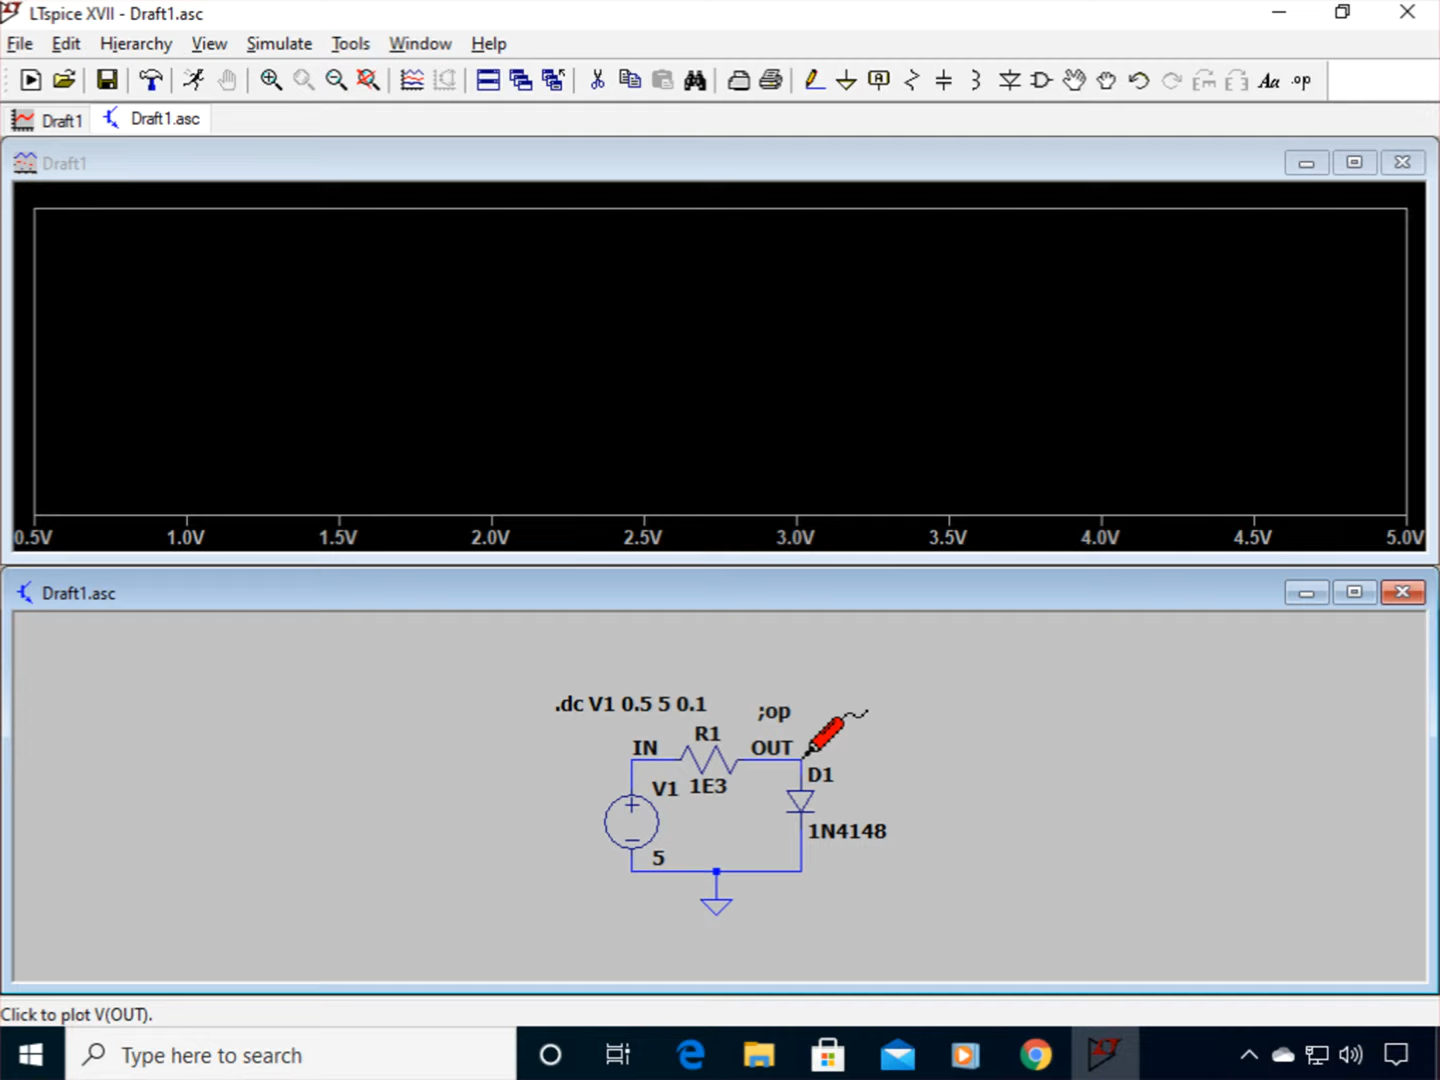 LTspice XVII - Draft1.asc
File Edit Hierarchy View Simulate Tools Window Help
Aa .op
Draft1 Draft1.asc
Draft1
0.5V 1.0V 1.5V 2.0V 2.5V 3.0V 3.5V 4.0V 4.5V 5.0V
Draft1.asc
.dc V1 0.5 5 0.1
;op
R1
IN
OUT
D1
V1
1E3
1N4148
5
Click to plot V(OUT).
Type here to search